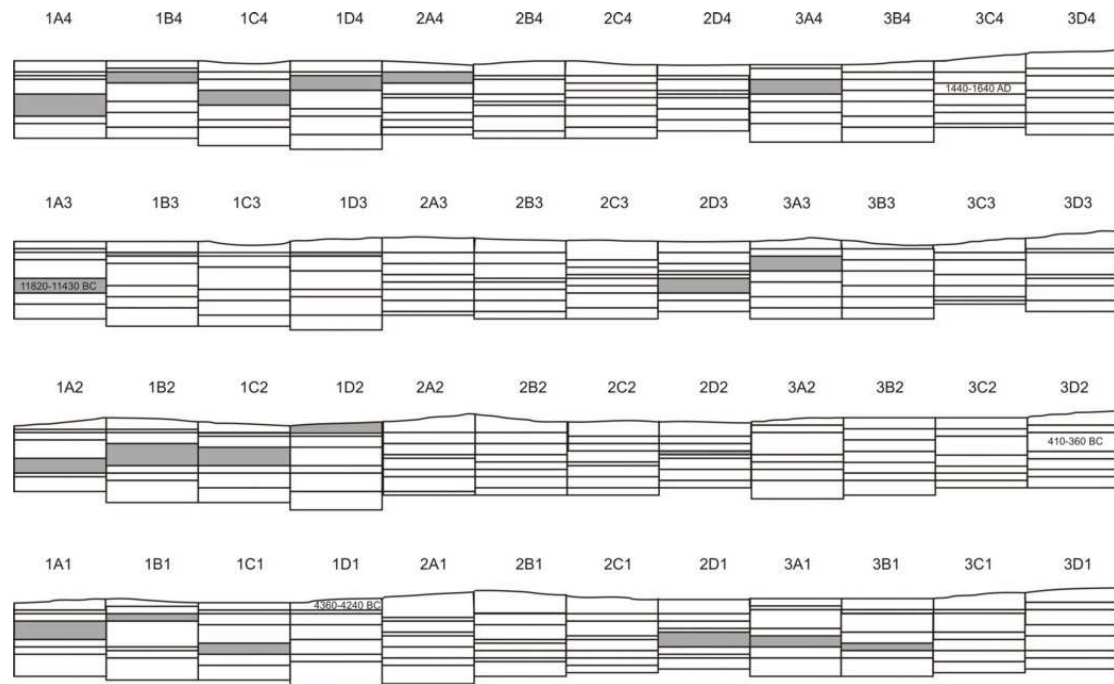 1A4 1B4 1C4 1D4 2A4 2B4 2C4 2D4 3A4 3B4 3C4 3D4
1440-1640 AD
1A3 1B3 1C3 1D3 2A3 2B3 2C3 2D3 3A3 3B3 3C3 3D3
11820-11430 BC
1A2 1B2 1C2 1D2 2A2 2B2 2C2 2D2 3A2 3B2 3C2 3D2
410-360 BC
1A1 1B1 1C1 1D1 2A1 2B1 2C1 2D1 3A1 3B1 3C1 3D1
4360-4240 BC